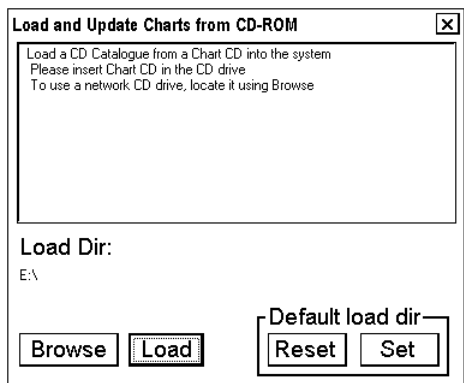 Load and Update Charts from CD-ROM
Load a CD Catalogue from a Chart CD into the system
Please insert Chart CD in the CD drive
To use a network CD drive, locate it using Browse
Load Dir:
E:\
Default load dir
Browse Load Reset Set